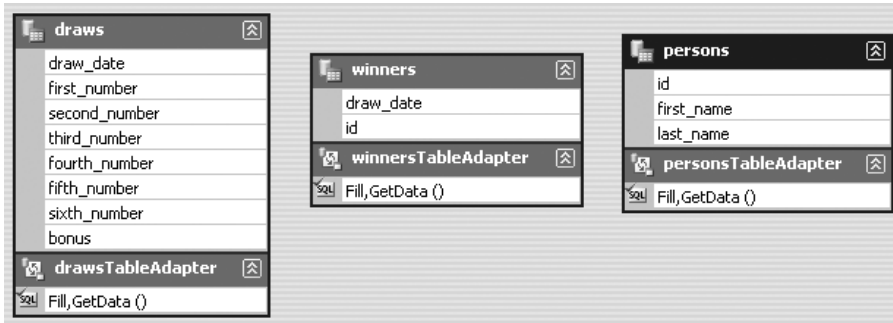 draws
draw_date
first_number
second_number
third_number
fourth_number
fifth_number
sixth_number
bonus
drawsTableAdapter
SQL Fill,GetData ()
winners
draw_date
id
winnersTableAdapter
SQL Fill,GetData ()
persons
id
first_name
last_name
personsTableAdapter
SQL Fill,GetData ()